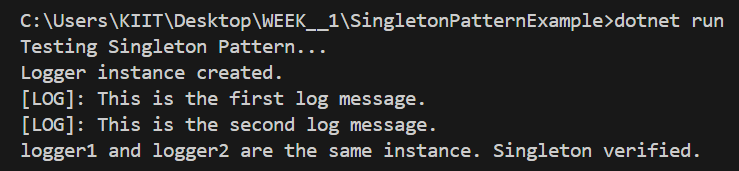 C:\Users\KIIT\Desktop\WEEK__1\SingletonPatternExample>dotnet run
Testing Singleton Pattern...
Logger instance created.
[LOG]: This is the first log message.
[LOG]: This is the second log message.
logger1 and logger2 are the same instance. Singleton verified.